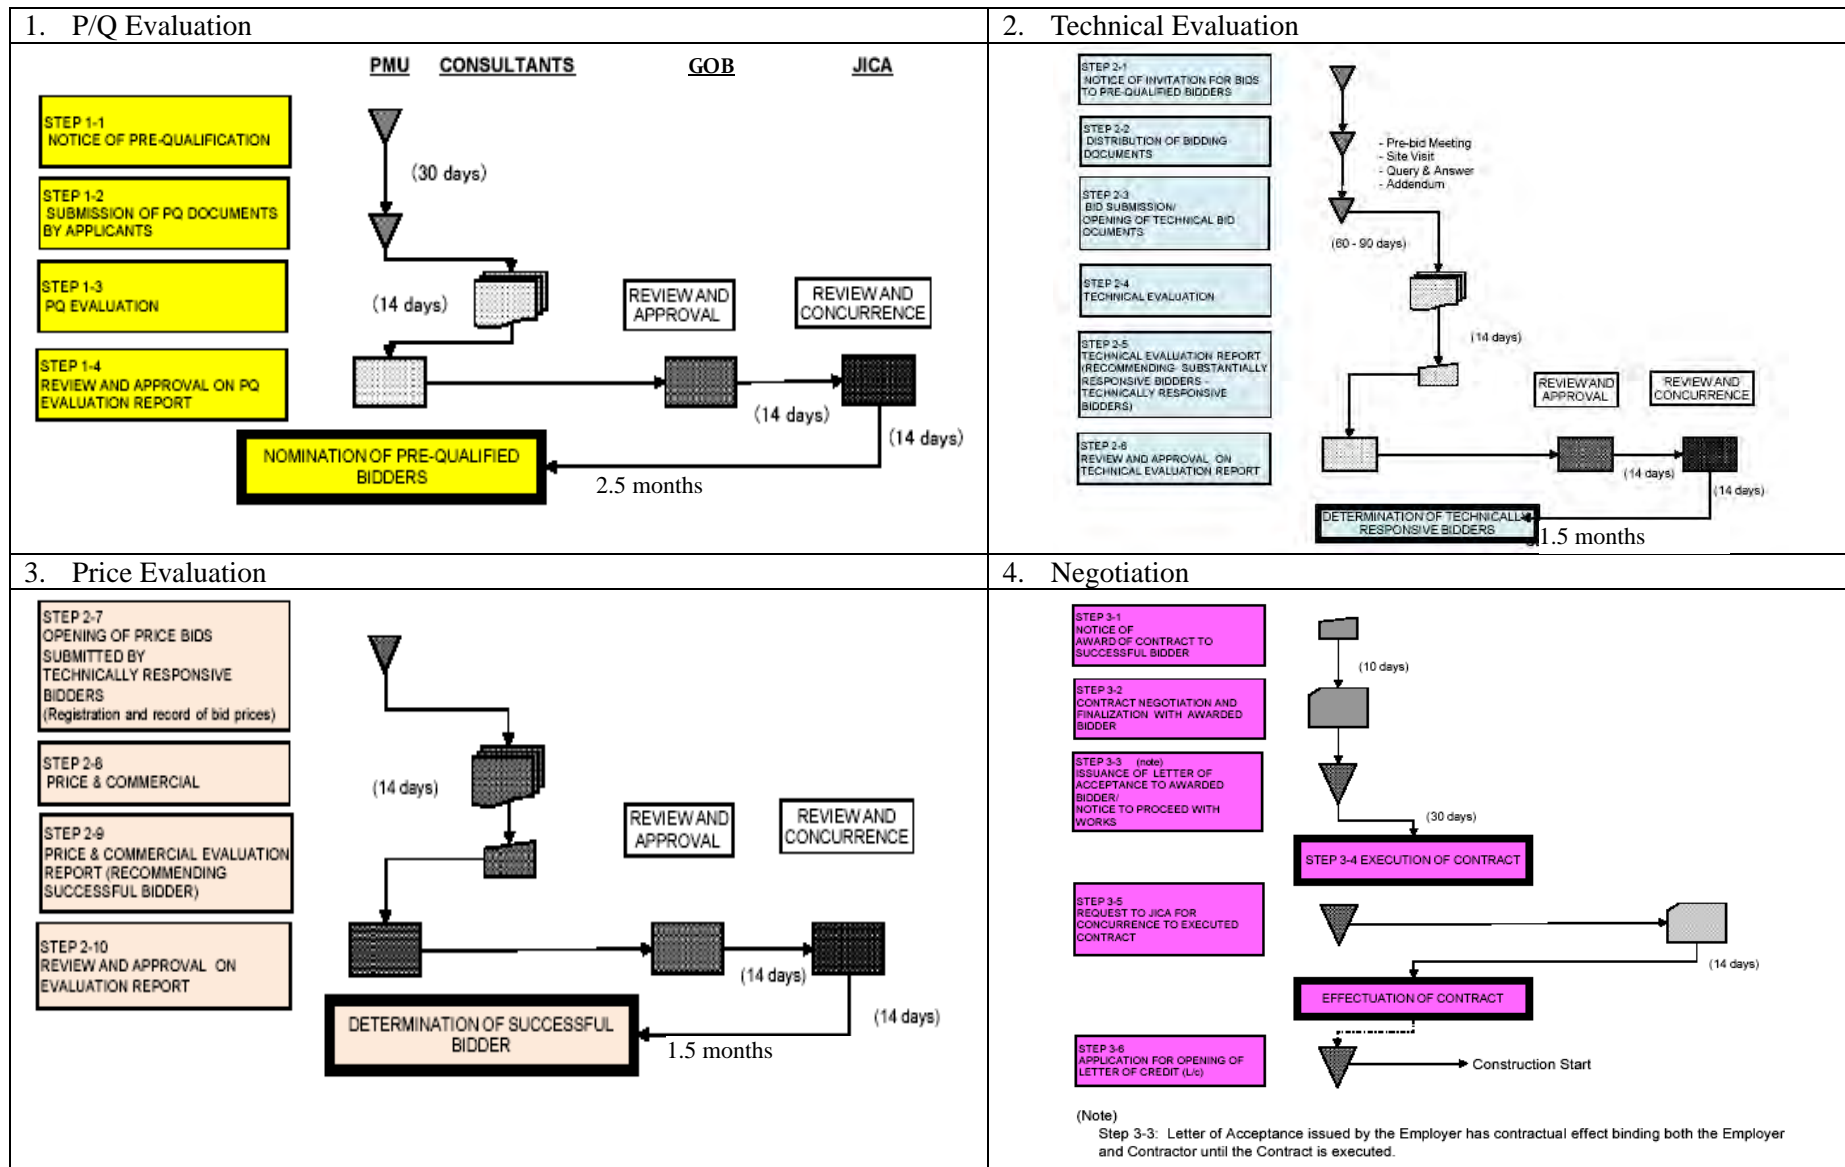 1. P/Q Evaluation
PMU CONSULTANTS GOB JICA
STEP 1-1
NOTICE OF PRE-QUALIFICATION
(30 days)
STEP 1-2
SUBMISSION OF PQ DOCUMENTS
BY APPLICANTS
STEP 1-3
PQ EVALUATION
(14 days)
REVIEW AND
APPROVAL
REVIEW AND
CONCURRENCE
STEP 1-4
REVIEW AND APPROVAL ON PQ
EVALUATION REPORT
(14 days)
(14 days)
NOMINATION OF PRE-QUALIFIED
BIDDERS
2.5 months
2. Technical Evaluation
STEP 2-1
NOTICE OF INVITATION FOR BIDS
TO PRE-QUALIFIED BIDDERS
STEP 2-2
DISTRIBUTION OF BIDDING
DOCUMENTS
- Pre-bid Meeting
- Site Visit
- Query & Answer
- Addendum
STEP 2-3
BID SUBMISSION/
OPENING OF TECHNICAL BID
OCUMENTS
(60 - 90 days)
STEP 2-4
TECHNICAL EVALUATION
(14 days)
STEP 2-5
TECHNICAL EVALUATION REPORT
(RECOMMENDING SUBSTANTIALLY
RESPONSIVE BIDDERS -
TECHNICALLY RESPONSIVE
BIDDERS)
REVIEW AND
APPROVAL
REVIEW AND
CONCURRENCE
STEP 2-6
REVIEW AND APPROVAL ON
TECHNICAL EVALUATION REPORT
(14 days)
(14 days)
DETERMINATION OF TECHNICALLY
RESPONSIVE BIDDERS
1.5 months
3. Price Evaluation
STEP 2-7
OPENING OF PRICE BIDS
SUBMITTED BY
TECHNICALLY RESPONSIVE
BIDDERS
(Registration and record of bid prices)
STEP 2-8
PRICE & COMMERCIAL
(14 days)
STEP 2-9
PRICE & COMMERCIAL EVALUATION
REPORT (RECOMMENDING
SUCCESSFUL BIDDER)
REVIEW AND
APPROVAL
REVIEW AND
CONCURRENCE
STEP 2-10
REVIEW AND APPROVAL ON
EVALUATION REPORT
(14 days)
(14 days)
DETERMINATION OF SUCCESSFUL
BIDDER
1.5 months
4. Negotiation
STEP 3-1
NOTICE OF
AWARD OF CONTRACT TO
SUCCESSFUL BIDDER
(10 days)
STEP 3-2
CONTRACT NEGOTIATION AND
FINALIZATION WITH AWARDED
BIDDER
STEP 3-3 (note)
ISSUANCE OF LETTER OF
ACCEPTANCE TO AWARDED
BIDDER/
NOTICE TO PROCEED WITH
WORKS
(30 days)
STEP 3-4 EXECUTION OF CONTRACT
STEP 3-5
REQUEST TO JICA FOR
CONCURRENCE TO EXECUTED
CONTRACT
(14 days)
EFFECTUATION OF CONTRACT
STEP 3-6
APPLICATION FOR OPENING OF
LETTER OF CREDIT (L/c)
Construction Start
(Note)
Step 3-3: Letter of Acceptance issued by the Employer has contractual effect binding both the Employer
and Contractor until the Contract is executed.